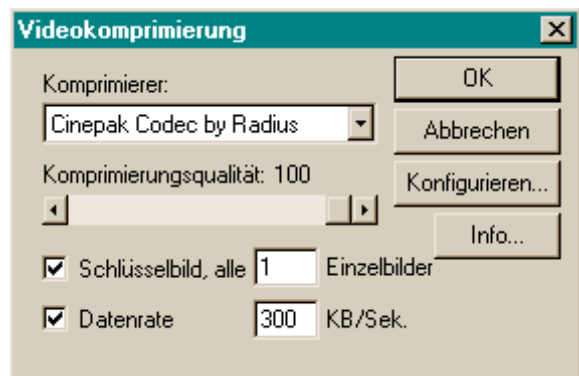 Videokomprimierung
Komprimierer:
Cinepak Codec by Radius
Komprimierungsqualität: 100
Schlüsselbild, alle 1 Einzelbilder
Datenrate 300 KB/Sek.
OK
Abbrechen
Konfigurieren...
Info...